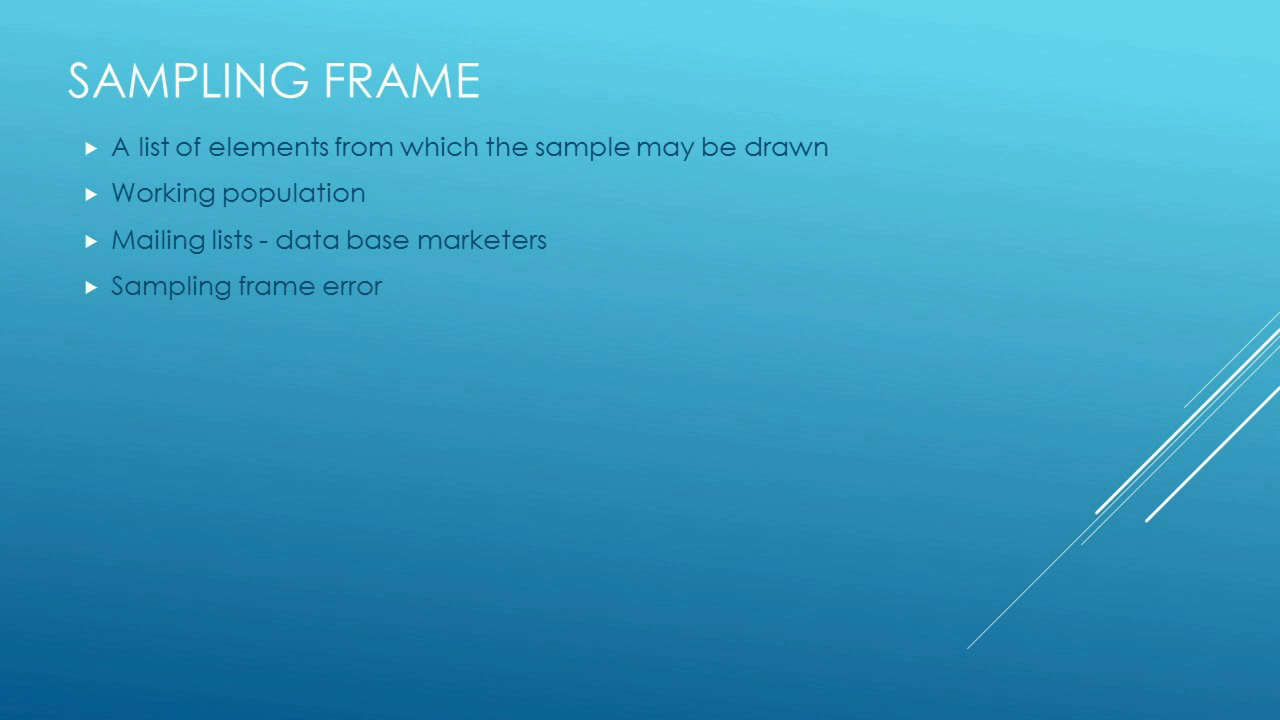 SAMPLING FRAME
A list of elements from which the sample may be drawn
Working population
Mailing lists - data base marketers
Sampling frame error